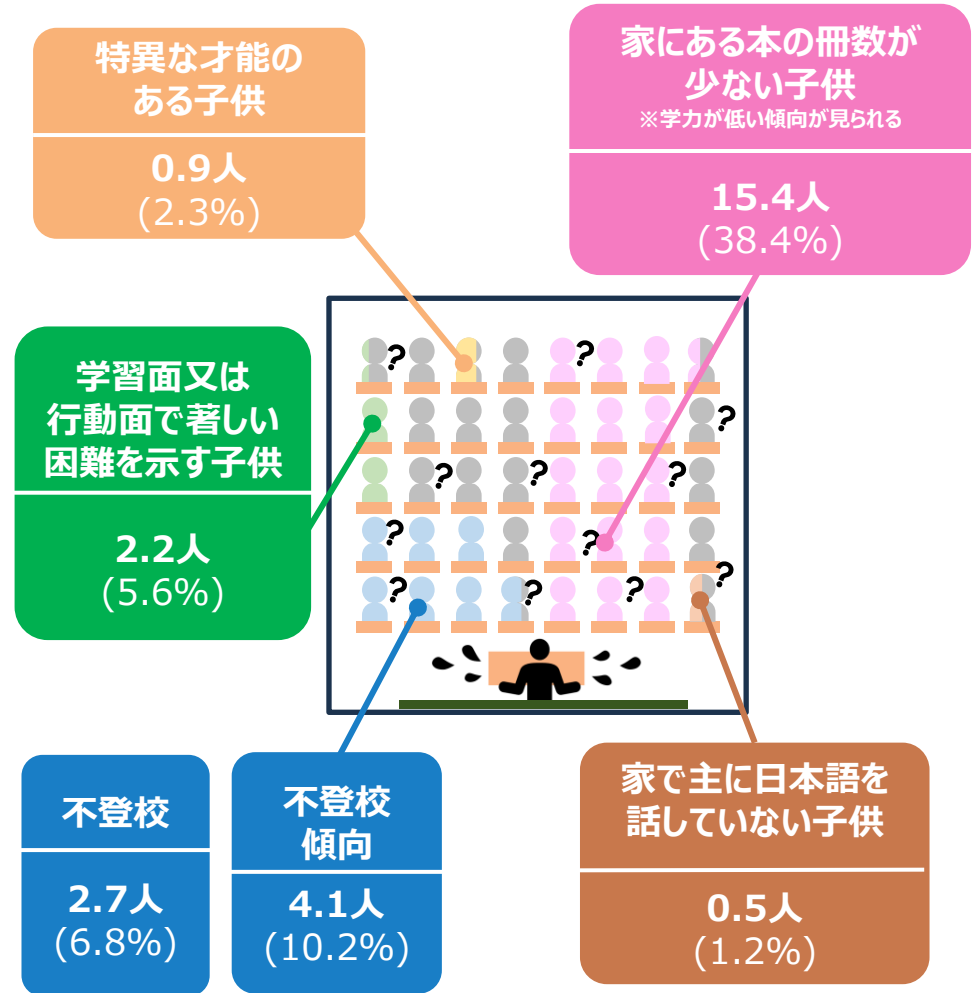 特異な才能の
ある子供
0.9人
(2.3%)
家にある本の冊数が
少ない子供
※学力が低い傾向が見られる
15.4人
(38.4%)
学習面又は
行動面で著しい
困難を示す子供
2.2人
(5.6%)
?
?
?
?
?
?
?
?
?
?
?
?
?
不登校
2.7人
(6.8%)
不登校
傾向
4.1人
(10.2%)
家で主に日本語を
話していない子供
0.5人
(1.2%)